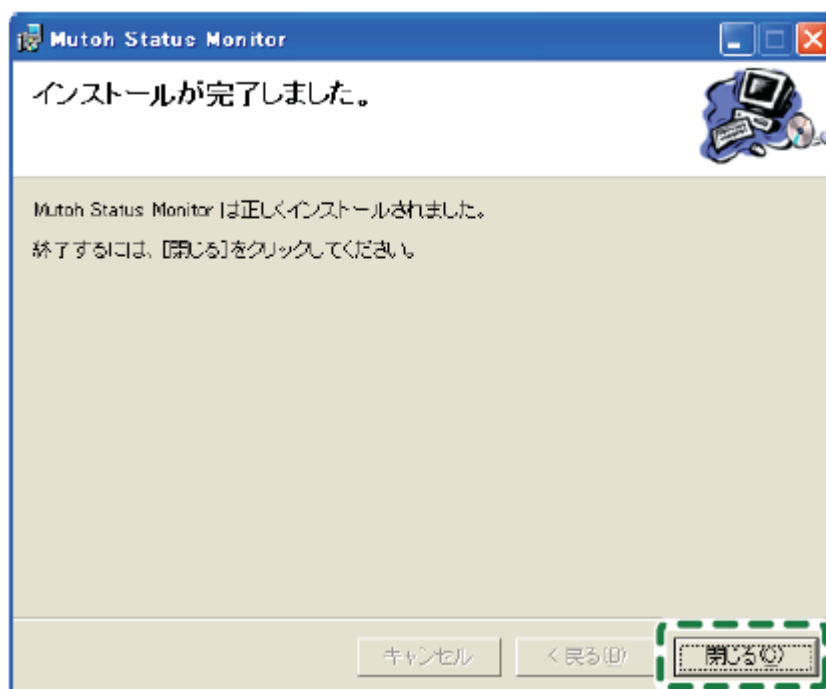 Mutoh Status Monitor
インストールが完了しました。
Mutoh Status Monitor は正しくインストールされました。
終了するには、[閉じる]をクリックしてください。
キャンセル
< 戻る(B)
閉じる(C)